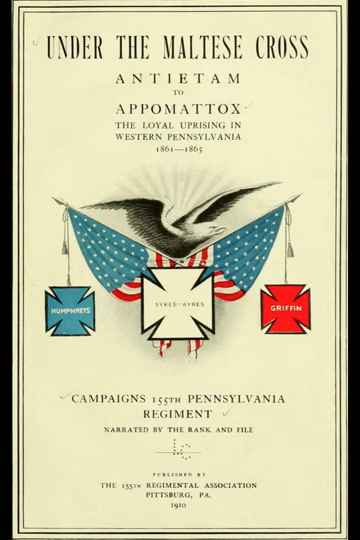 UNDER THE MALTESE CROSS
ANTIETAM
TO
APPOMATTOX
THE LOYAL UPRISING IN
WESTERN PENNSYLVANIA
1861—1865
SYKES—AYRES
HUMPHREYS
GRIFFIN
CAMPAIGNS 155TH PENNSYLVANIA
REGIMENT
NARRATED BY THE RANK AND FILE
PUBLISHED BY
THE 155TH REGIMENTAL ASSOCIATION
PITTSBURG, PA.
1910